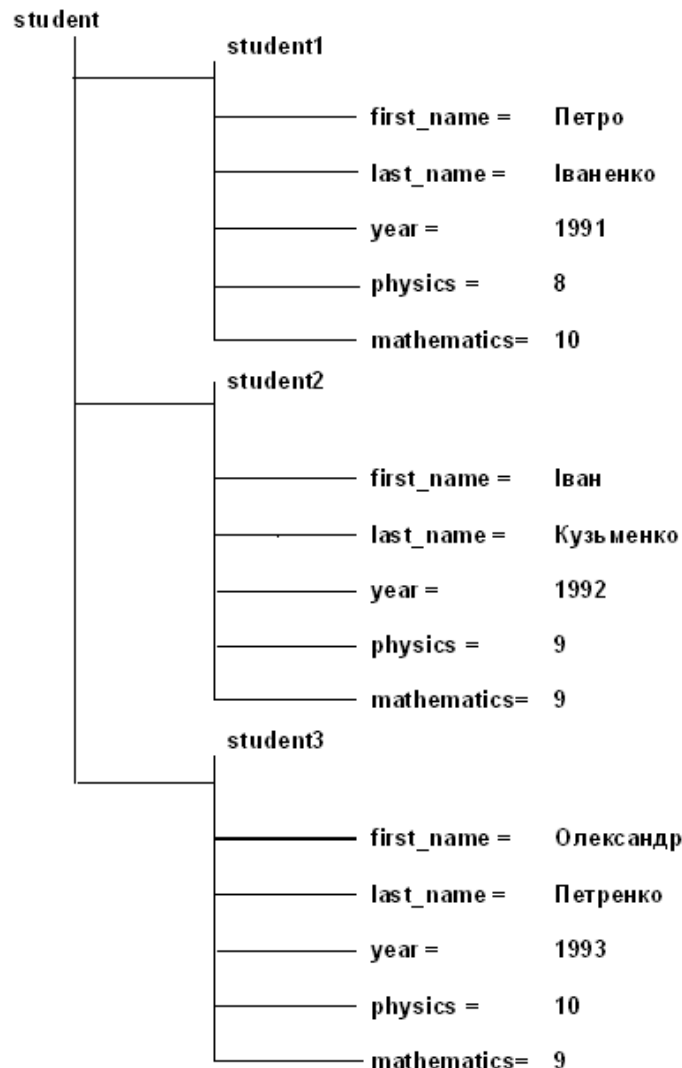 student
student1
first_name = Петро
last_name = Іваненко
year = 1991
physics = 8
mathematics= 10
student2
first_name = Іван
last_name = Кузьменко
year = 1992
physics = 9
mathematics= 9
student3
first_name = Олександр
last_name = Петренко
year = 1993
physics = 10
mathematics= 9